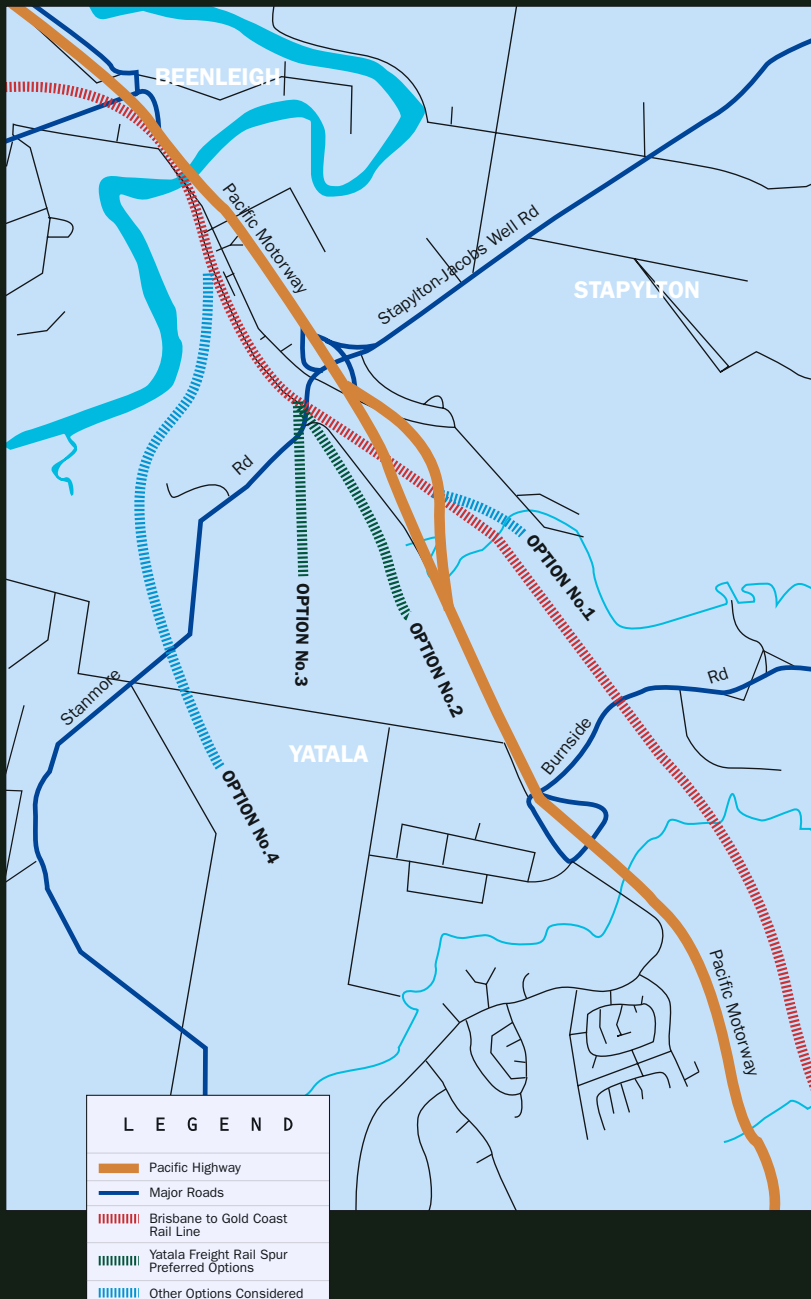 BEENLEIGH
Pacific Motorway
Stapylton-Jacobs Well Rd
STAPYLTON
Rd
OPTION No.1
OPTION No.3
OPTION No.2
Stanmore
Rd
Burnside
YATALA
OPTION No.4
Pacific Motorway
LEGEND
Pacific Highway
Major Roads
Brisbane to Gold Coast
Rail Line
Yatala Freight Rail Spur
Preferred Options
Other Options Considered